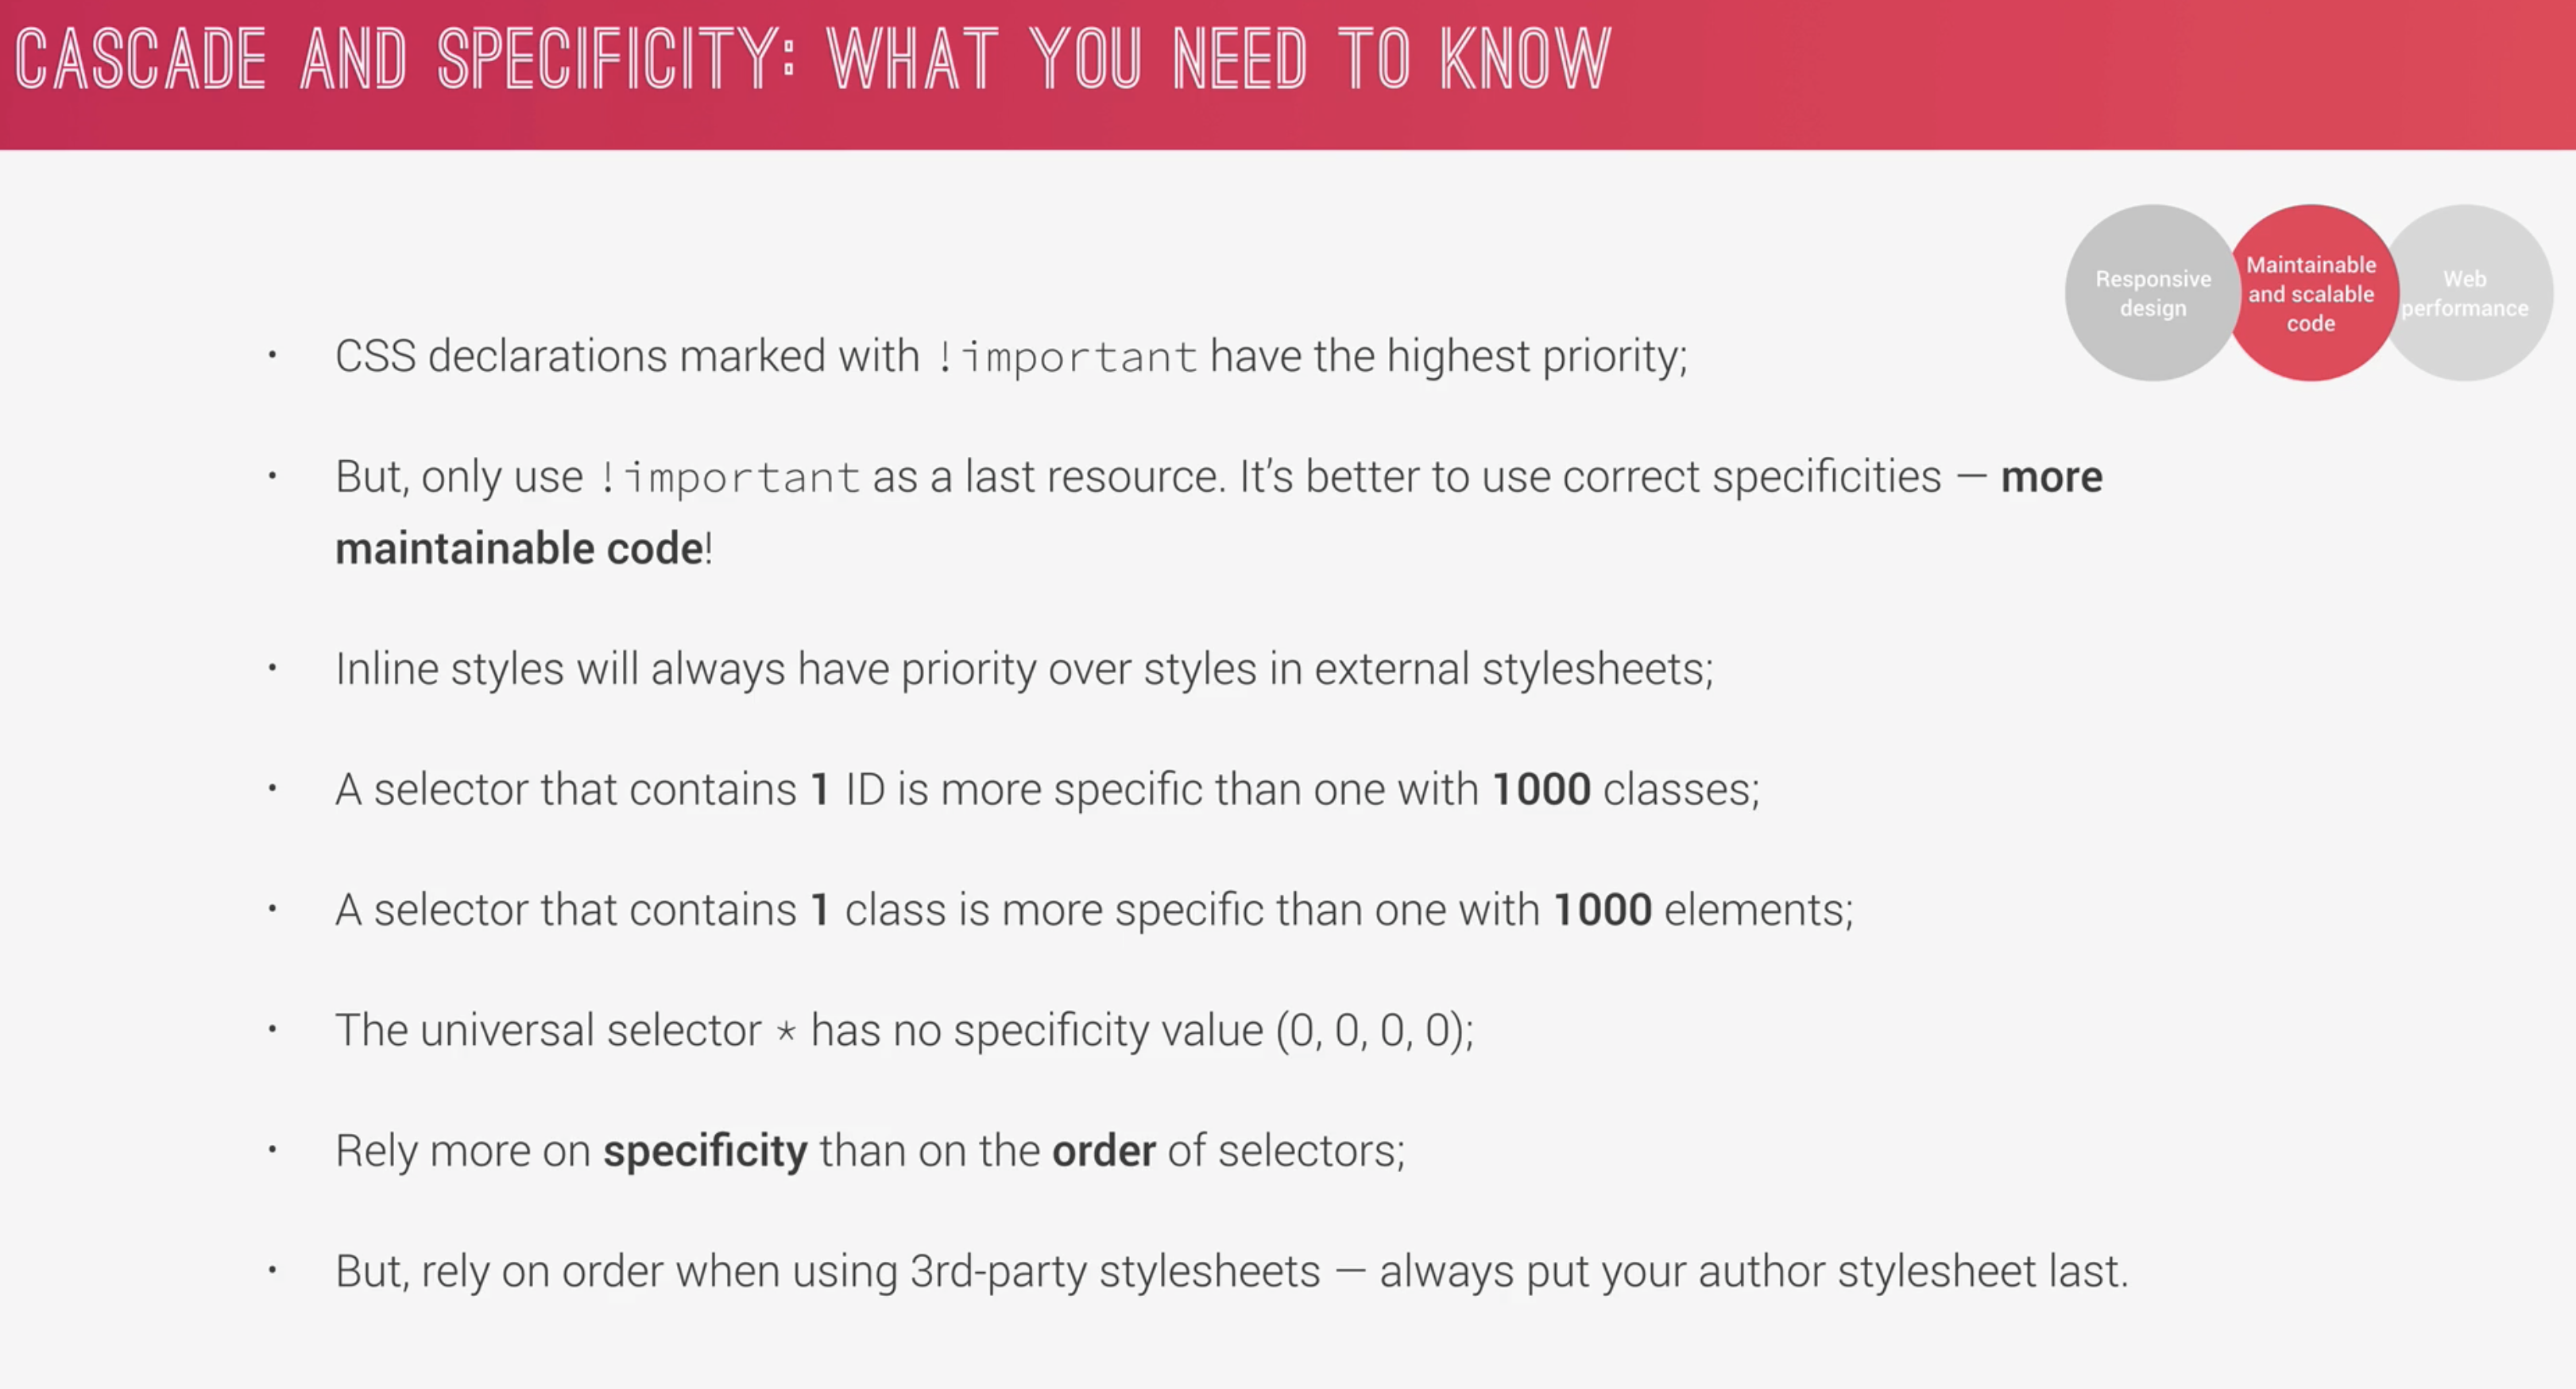 CASCADE AND SPECIFICITY: WHAT YOU NEED TO KNOW
Responsive
design
Maintainable
and scalable
code
Web
performance
• CSS declarations marked with !important have the highest priority;
• But, only use !important as a last resource. It's better to use correct specificities — more
maintainable code!
• Inline styles will always have priority over styles in external stylesheets;
• A selector that contains 1 ID is more specific than one with 1000 classes;
• A selector that contains 1 class is more specific than one with 1000 elements;
• The universal selector * has no specificity value (0, 0, 0, 0);
• Rely more on specificity than on the order of selectors;
• But, rely on order when using 3rd-party stylesheets — always put your author stylesheet last.